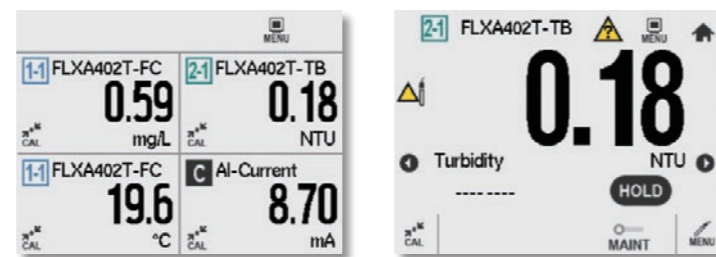 MENU
1-1 FLXA402T-FC
0.59
CAL mg/L
2-1 FLXA402T-TB
0.18
CAL NTU
1-1 FLXA402T-FC
19.6
CAL °C
C AI-Current
8.70
CAL mA
2-1 FLXA402T-TB ? MENU
0.18
Turbidity NTU
-------- HOLD
CAL MAINT MENU